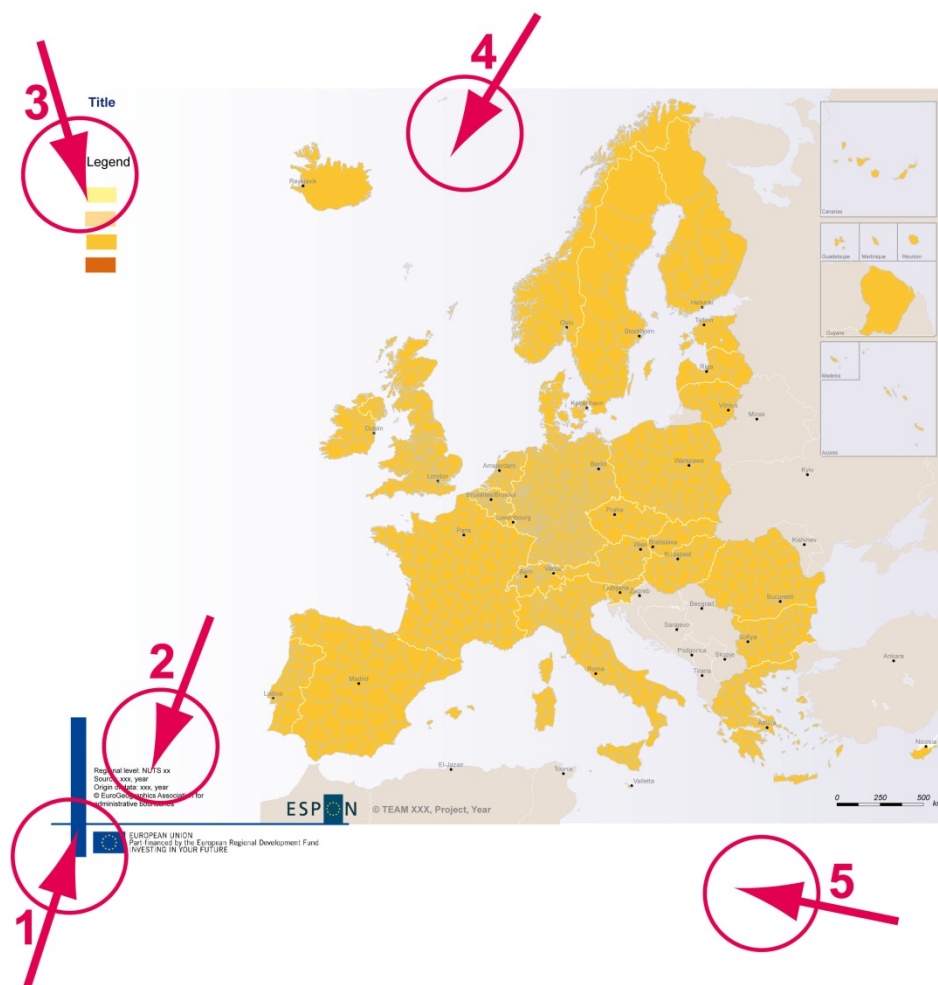 4
3
Title
Legend
Reykjavik
Canarias
Guadeloupe
Martinique
Réunion
Guyane
Madeira
Acores
Helsinki
Oslo
Tallinn
Stockholm
Riga
København
Vilnius
Minsk
Dublin
London
Amsterdam
Berlin
Warszawa
Kyiv
Bruxelles/Brussel
Luxembourg
Praha
Paris
Kishinev
Wien
Bratislava
Budapest
Bern
Vaduz
Ljubljana
Zagreb
Bucuresti
Beograd
Sarajevo
Sofiya
Podgorica
Skopje
Tirana
Ankara
Roma
Madrid
Lisboa
Athina
Nicosia
El-Jazair
Tounis
Valletta
2
Regional level: NUTS xx
Source: xxx, year
Origin of data: xxx, year
© EuroGeographics Association for
administrative boundaries
ESPON
© TEAM XXX, Project, Year
0 250 500
km
EUROPEAN UNION
Part-financed by the European Regional Development Fund
INVESTING IN YOUR FUTURE
1
5